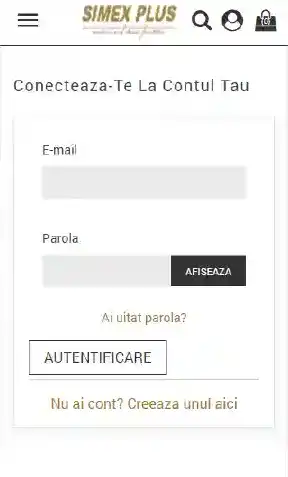 SIMEX PLUS
Conecteaza-Te La Contul Tau
E-mail
Parola
AFISEAZA
Ai uitat parola?
AUTENTIFICARE
Nu ai cont? Creeaza unul aici